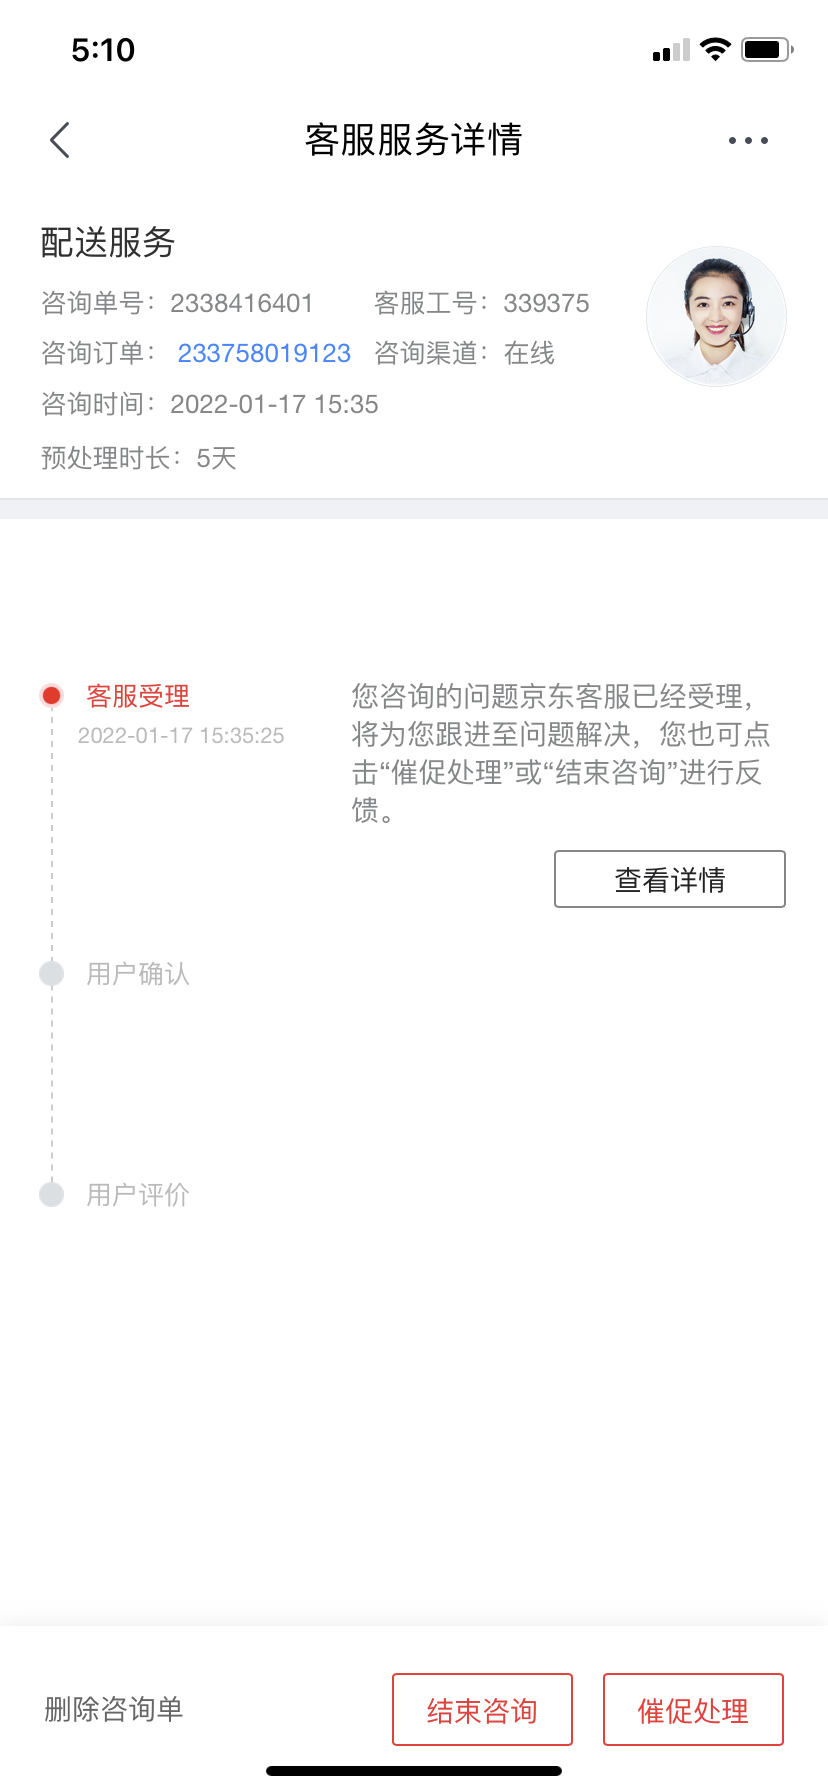 5:10
客服服务详情
配送服务
咨询单号：2338416401 客服工号：339375
咨询订单： 233758019123 咨询渠道：在线
咨询时间：2022-01-17 15:35
预处理时长：5天
客服受理
2022-01-17 15:35:25
您咨询的问题京东客服已经受理，
将为您跟进至问题解决，您也可点
击“催促处理”或“结束咨询”进行反
馈。
查看详情
用户确认
用户评价
删除咨询单 结束咨询 催促处理